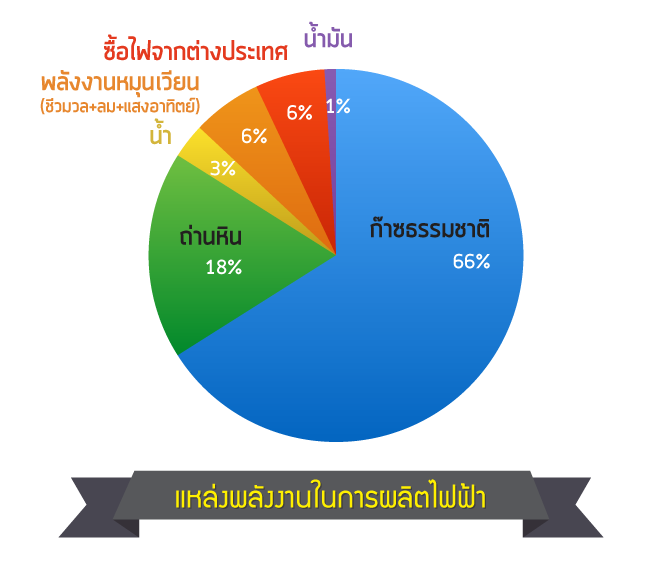 น้ำมัน
ซื้อไฟจากต่างประเทศ
พลังงานหมุนเวียน
(ชีวมวล+ลม+แสงอาทิตย์)
น้ำ
1%
6%
6%
3%
ถ่านหิน
18%
ก๊าซธรรมชาติ
66%
แหล่งพลังงานในการผลิตไฟฟ้า